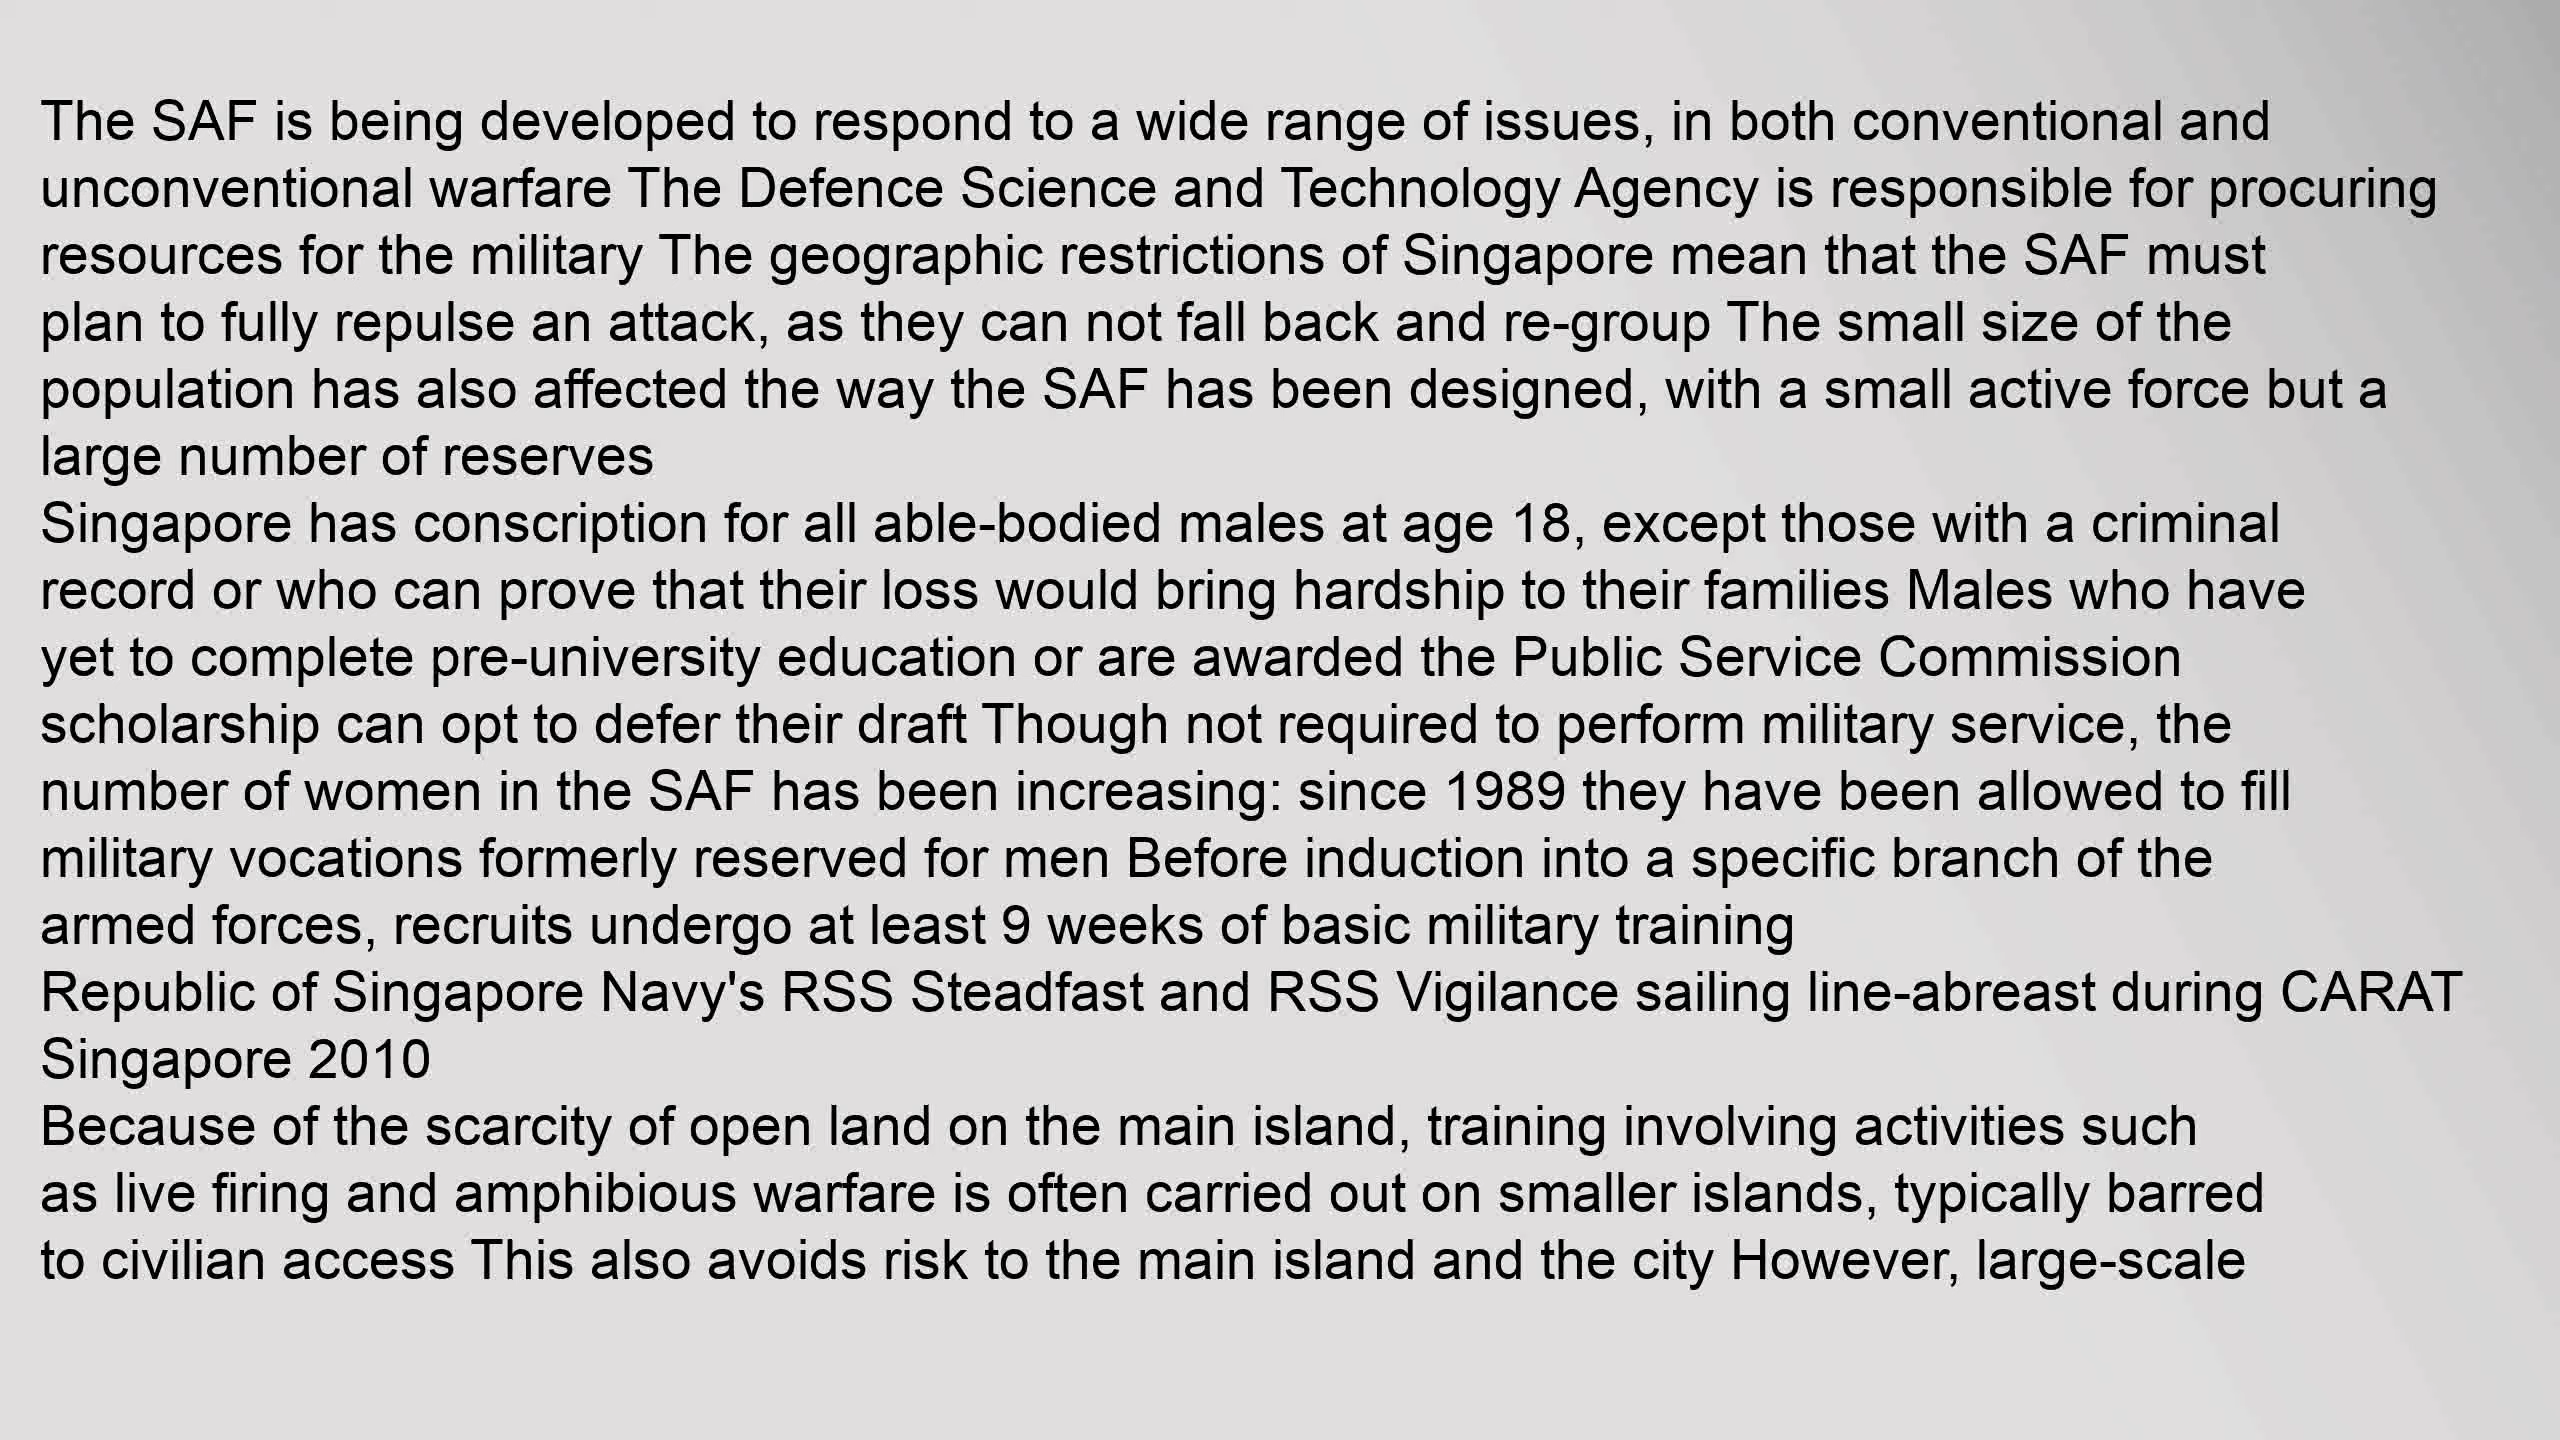 The SAF is being developed to respond to a wide range of issues, in both conventional and
unconventional warfare The Defence Science and Technology Agency is responsible for procuring
resources for the military The geographic restrictions of Singapore mean that the SAF must
plan to fully repulse an attack, as they can not fall back and re-group The small size of the
population has also affected the way the SAF has been designed, with a small active force but a
large number of reserves
Singapore has conscription for all able-bodied males at age 18, except those with a criminal
record or who can prove that their loss would bring hardship to their families Males who have
yet to complete pre-university education or are awarded the Public Service Commission
scholarship can opt to defer their draft Though not required to perform military service, the
number of women in the SAF has been increasing: since 1989 they have been allowed to fill
military vocations formerly reserved for men Before induction into a specific branch of the
armed forces, recruits undergo at least 9 weeks of basic military training
Republic of Singapore Navy's RSS Steadfast and RSS Vigilance sailing line-abreast during CARAT
Singapore 2010
Because of the scarcity of open land on the main island, training involving activities such
as live firing and amphibious warfare is often carried out on smaller islands, typically barred
to civilian access This also avoids risk to the main island and the city However, large-scale